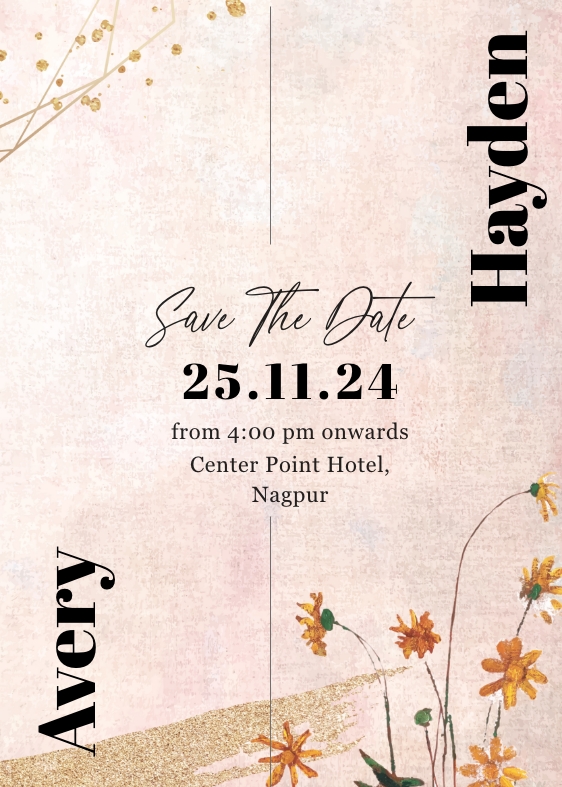 Hayden
Save The Date
25.11.24
from 4:00 pm onwards
Center Point Hotel,
Nagpur
Avery